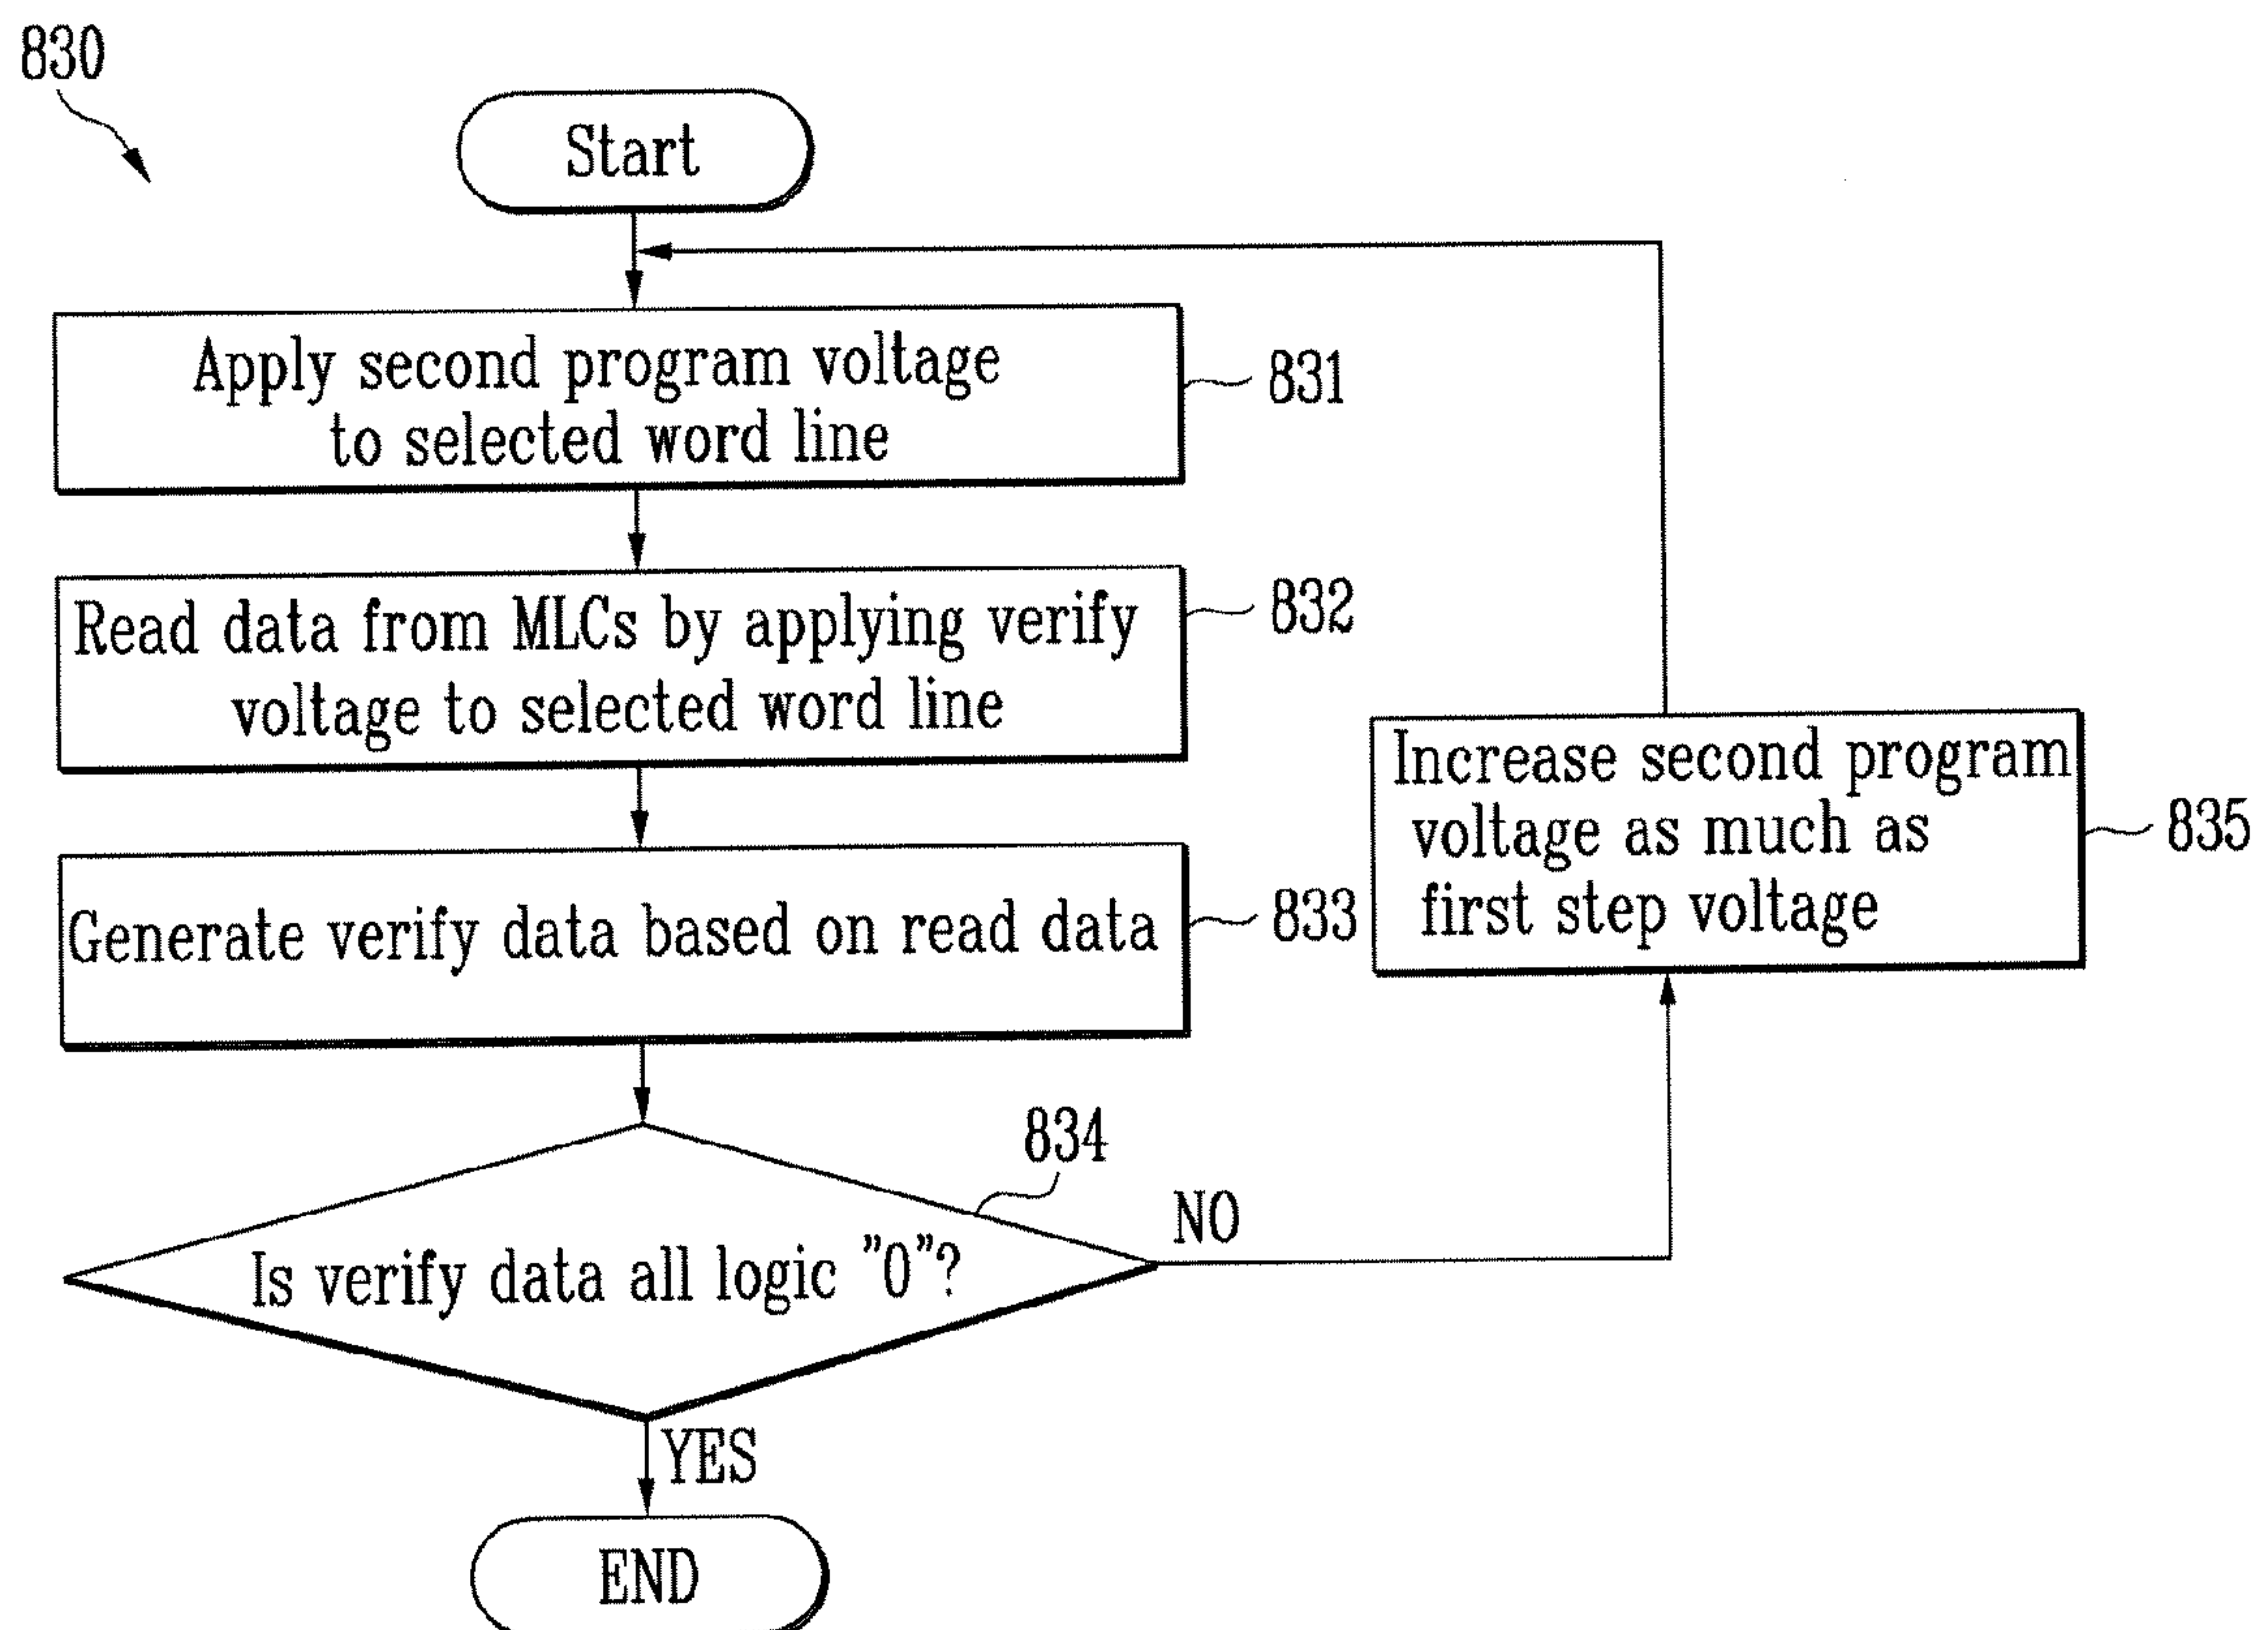 830
Start
Apply second program voltage
to selected word line
831
Read data from MLCs by applying verify
voltage to selected word line
832
Generate verify data based on read data
833
Increase second program
voltage as much as
first step voltage
835
834
Is verify data all logic "0"?
NO
YES
END